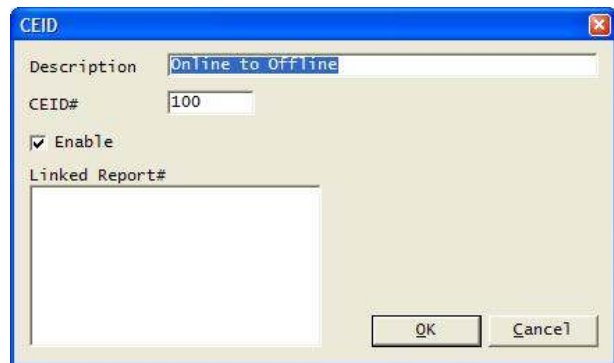 CEID
Description Online to Offline
CEID# 100
Enable
Linked Report#
OK Cancel